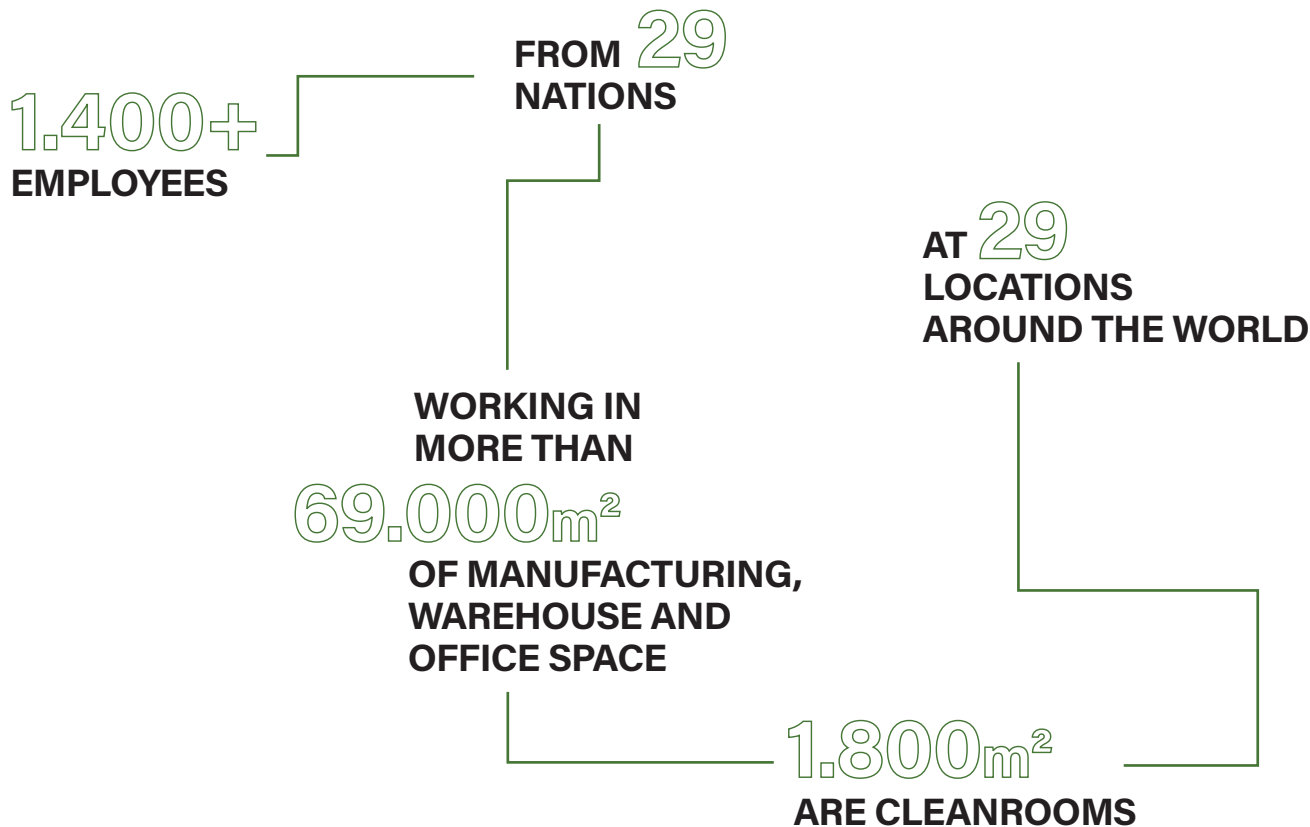 1.400+
EMPLOYEES
FROM 29
NATIONS
WORKING IN
MORE THAN
69.000m²
OF MANUFACTURING,
WAREHOUSE AND
OFFICE SPACE
1.800m²
ARE CLEANROOMS
AT 29
LOCATIONS
AROUND THE WORLD